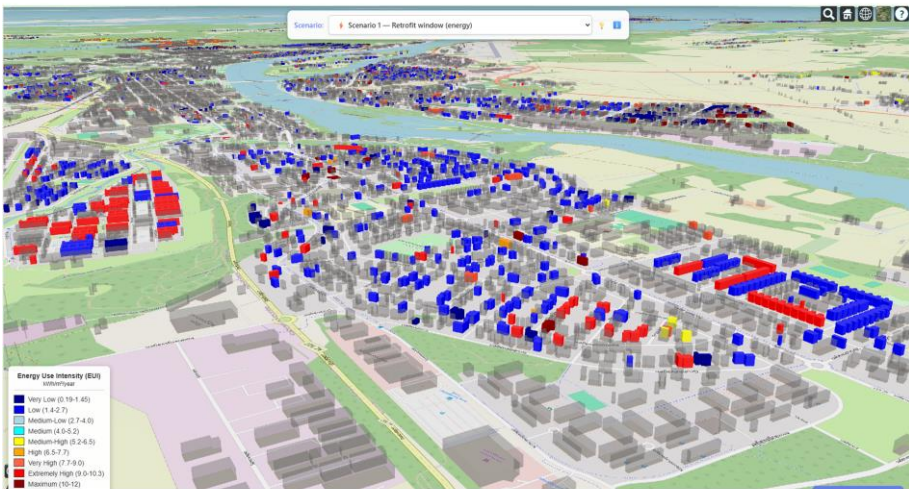 Scenario: Scenario 1 — Retrofit window (energy)
Energy Use Intensity (EUI)
kWh/m²/year
Very Low (0.19-1.45)
Low (1.4-2.7)
Medium-Low (2.7-4.0)
Medium (4.0-5.2)
Medium-High (5.2-6.5)
High (6.5-7.7)
Very High (7.7-9.0)
Extremely High (9.0-10.3)
Maximum (10-12)